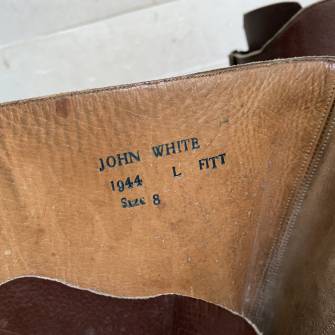 JOHN WHITE
1944 L FITT
SIZE 8